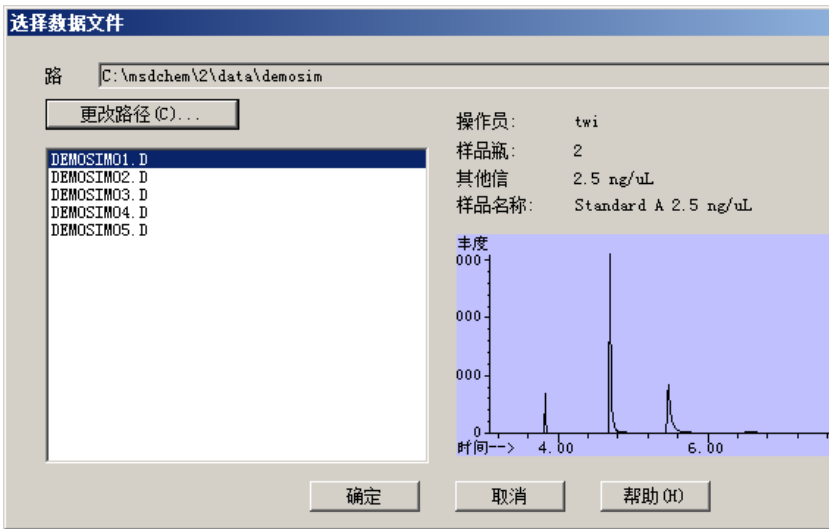 选择数据文件
路 C:\msdchem\2\data\demosim
更改路径(C)...
DEMOSIM01.D
DEMOSIM02.D
DEMOSIM03.D
DEMOSIM04.D
DEMOSIM05.D
操作员: twi
样品瓶: 2
其他信 2.5 ng/uL
样品名称: Standard A 2.5 ng/uL
丰度
000
000
000
0
时间--> 4.00 6.00
确定 取消 帮助(H)